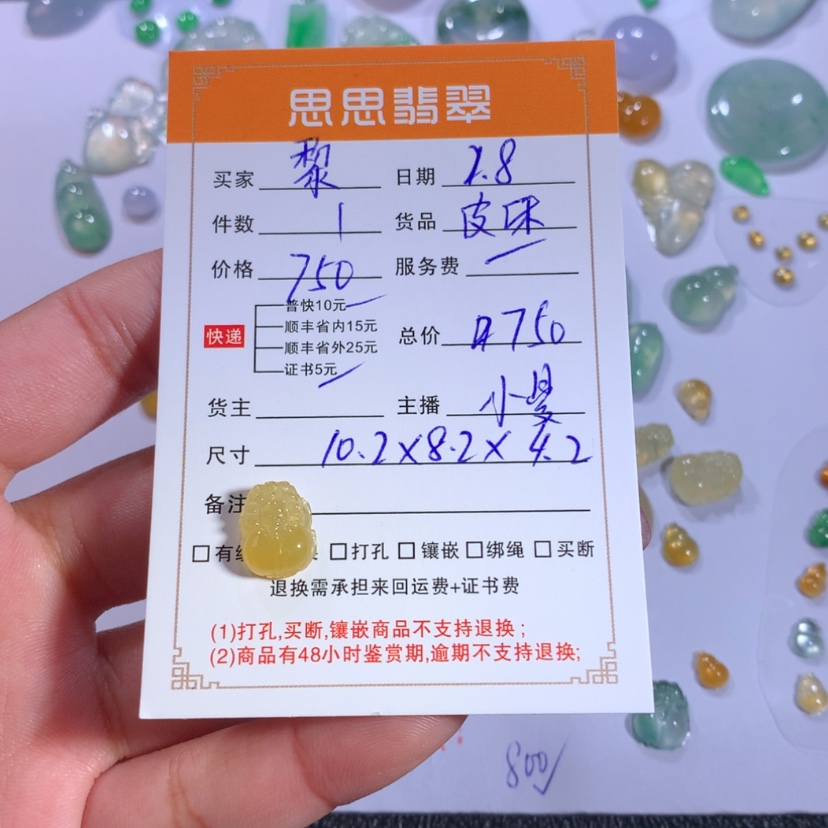 思思翡翠
买家 黎 日期 2.8
件数 1 货品 皮球
价格 750 服务费
快递
普快10元
顺丰省内15元
顺丰省外25元
证书5元
总价 750
货主 主播 小曼
尺寸 10.2×8.2×4.2
备注
□有 □打孔 □镶嵌 □绑绳 □买断
退换需承担来回运费+证书费
(1)打孔,买断,镶嵌商品不支持退换;
(2)商品有48小时鉴赏期,逾期不支持退换;
800